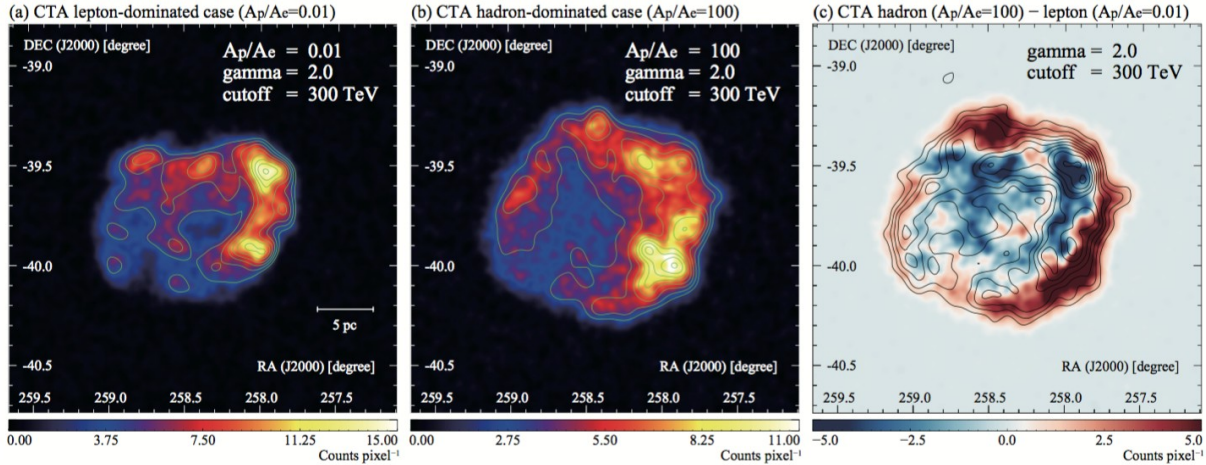 (a) CTA lepton-dominated case (Ap/Ae=0.01)
DEC (J2000) [degree]
Ap/Ae = 0.01
gamma = 2.0
cutoff = 300 TeV
-39.0
-39.5
-40.0
-40.5
5 pc
RA (J2000) [degree]
259.5 259.0 258.5 258.0 257.5
0.00 3.75 7.50 11.25 15.00
Counts pixel⁻¹
(b) CTA hadron-dominated case (Ap/Ae=100)
DEC (J2000) [degree]
Ap/Ae = 100
gamma = 2.0
cutoff = 300 TeV
-39.0
-39.5
-40.0
-40.5
RA (J2000) [degree]
259.5 259.0 258.5 258.0 257.5
0.00 2.75 5.50 8.25 11.00
Counts pixel⁻¹
(c) CTA hadron (Ap/Ae=100) − lepton (Ap/Ae=0.01)
DEC (J2000) [degree]
gamma = 2.0
cutoff = 300 TeV
-39.0
-39.5
-40.0
-40.5
RA (J2000) [degree]
259.5 259.0 258.5 258.0 257.5
−5.0 −2.5 0.0 2.5 5.0
Counts pixel⁻¹